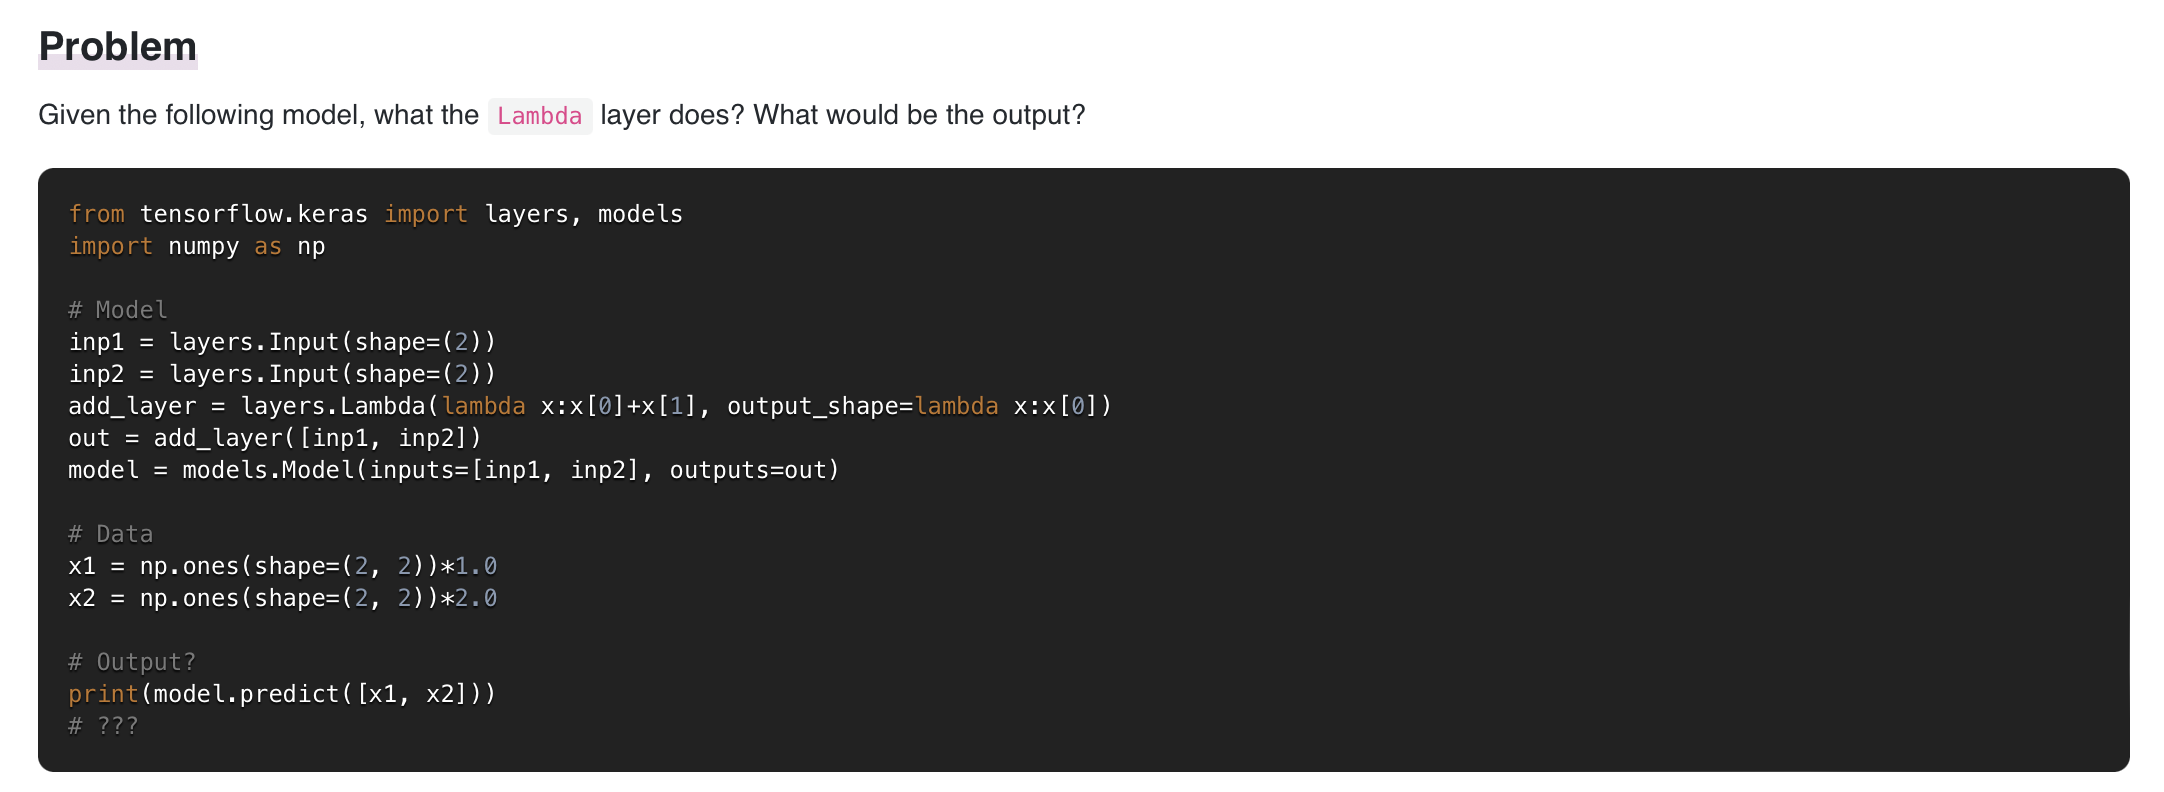 Problem
Given the following model, what the Lambda layer does? What would be the output?
from tensorflow.keras import layers, models
import numpy as np
# Model
inp1 = layers.Input(shape=(2))
inp2 = layers.Input(shape=(2))
add_layer = layers.Lambda(lambda x:x[0]+x[1], output_shape=lambda x:x[0])
out = add_layer([inp1, inp2])
model = models.Model(inputs=[inp1, inp2], outputs=out)
# Data
x1 = np.ones(shape=(2, 2))*1.0
x2 = np.ones(shape=(2, 2))*2.0
# Output?
print(model.predict([x1, x2]))
# ???